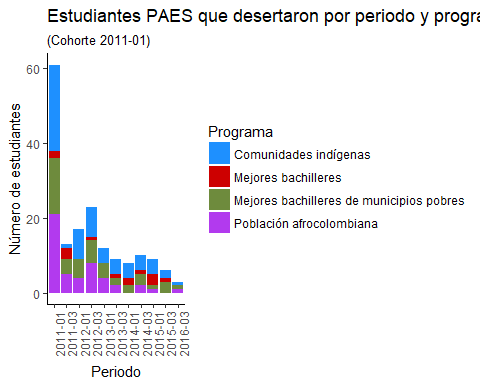 Estudiantes PAES que desertaron por periodo y progra
(Cohorte 2011-01)
Número de estudiantes
60
40
20
0
2011-01
2011-03
2012-01
2012-03
2013-01
2013-03
2014-01
2014-03
2015-01
2015-03
2016-03
Periodo
Programa
Comunidades indígenas
Mejores bachilleres
Mejores bachilleres de municipios pobres
Población afrocolombiana